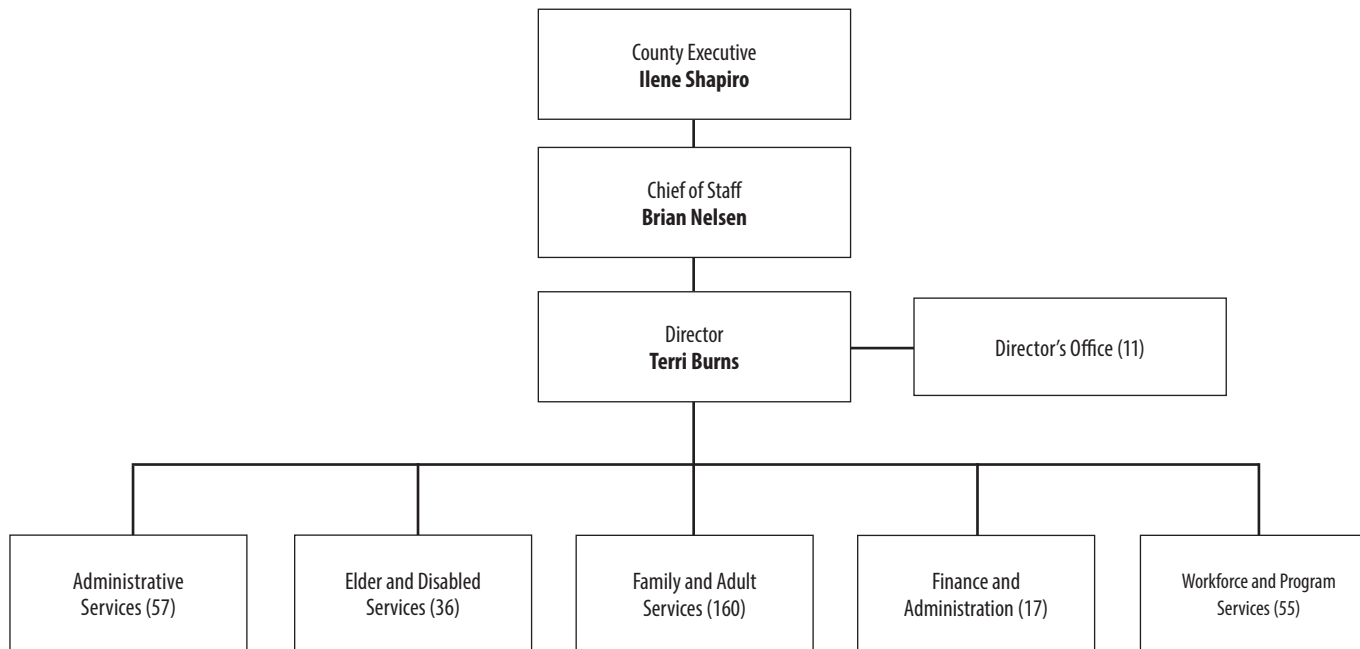 County Executive
Ilene Shapiro
Chief of Staff
Brian Nelsen
Director
Terri Burns
Director’s Office (11)
Administrative
Services (57)
Elder and Disabled
Services (36)
Family and Adult
Services (160)
Finance and
Administration (17)
Workforce and Program
Services (55)